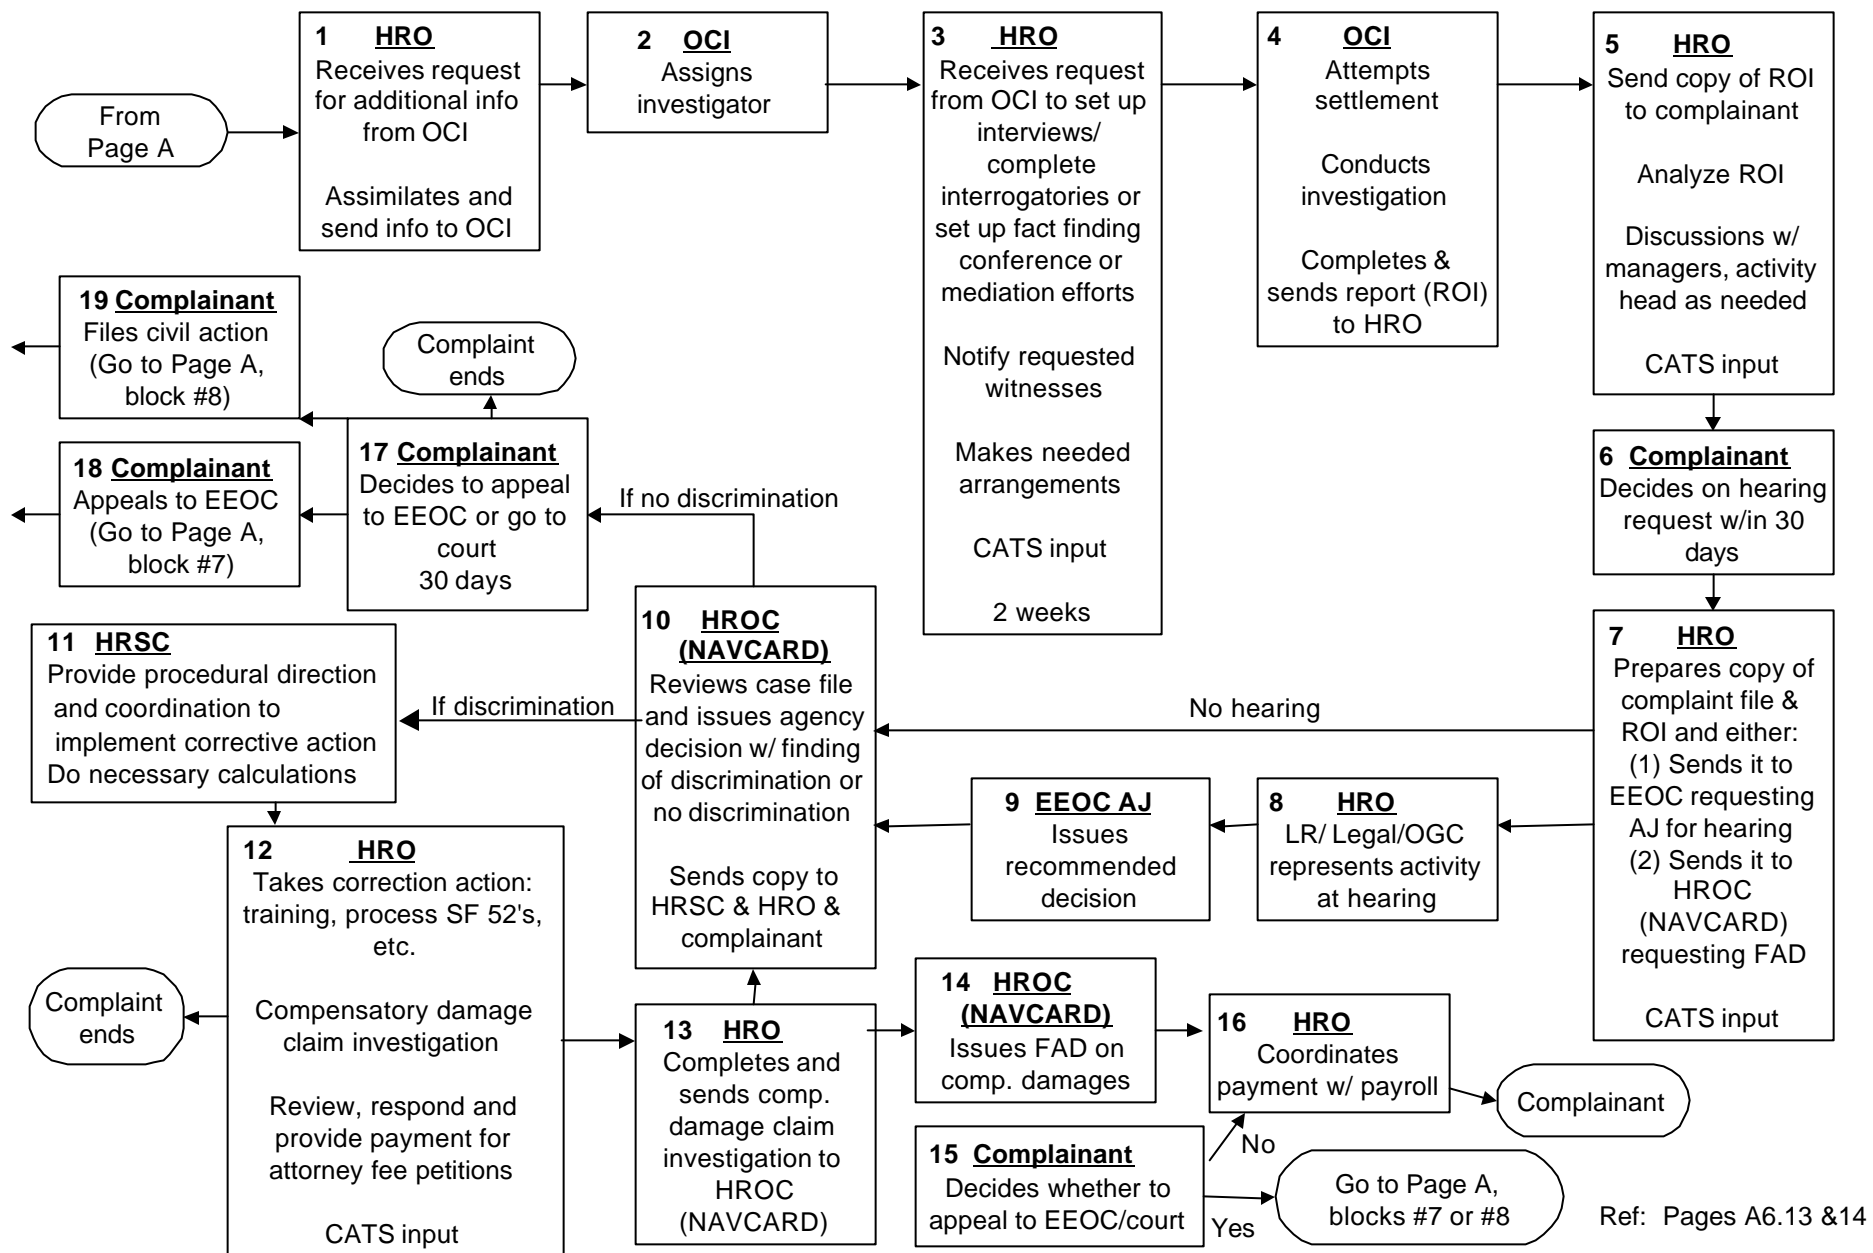 From
Page A
1 HRO
Receives request
for additional info
from OCI
Assimilates and
send info to OCI
2 OCI
Assigns
investigator
3 HRO
Receives request
from OCI to set up
interviews/
complete
interrogatories or
set up fact finding
conference or
mediation efforts
Notify requested
witnesses
Makes needed
arrangements
CATS input
2 weeks
4 OCI
Attempts
settlement
Conducts
investigation
Completes &
sends report (ROI)
to HRO
5 HRO
Send copy of ROI
to complainant
Analyze ROI
Discussions w/
managers, activity
head as needed
CATS input
6 Complainant
Decides on hearing
request w/in 30
days
7 HRO
Prepares copy of
complaint file &
ROI and either:
(1) Sends it to
EEOC requesting
AJ for hearing
(2) Sends it to
HROC
(NAVCARD)
requesting FAD
CATS input
No hearing
8 HRO
LR/ Legal/OGC
represents activity
at hearing
9 EEOC AJ
Issues
recommended
decision
10 HROC
(NAVCARD)
Reviews case file
and issues agency
decision w/ finding
of discrimination or
no discrimination
Sends copy to
HRSC & HRO &
complainant
If no discrimination
If discrimination
11 HRSC
Provide procedural direction
and coordination to
implement corrective action
Do necessary calculations
12 HRO
Takes correction action:
training, process SF 52's,
etc.
Compensatory damage
claim investigation
Review, respond and
provide payment for
attorney fee petitions
CATS input
Complaint
ends
13 HRO
Completes and
sends comp.
damage claim
investigation to
HROC
(NAVCARD)
14 HROC
(NAVCARD)
Issues FAD on
comp. damages
15 Complainant
Decides whether to
appeal to EEOC/court
No
Yes
16 HRO
Coordinates
payment w/ payroll
Complainant
Go to Page A,
blocks #7 or #8
17 Complainant
Decides to appeal
to EEOC or go to
court
30 days
Complaint
ends
18 Complainant
Appeals to EEOC
(Go to Page A,
block #7)
19 Complainant
Files civil action
(Go to Page A,
block #8)
Ref: Pages A6.13 &14